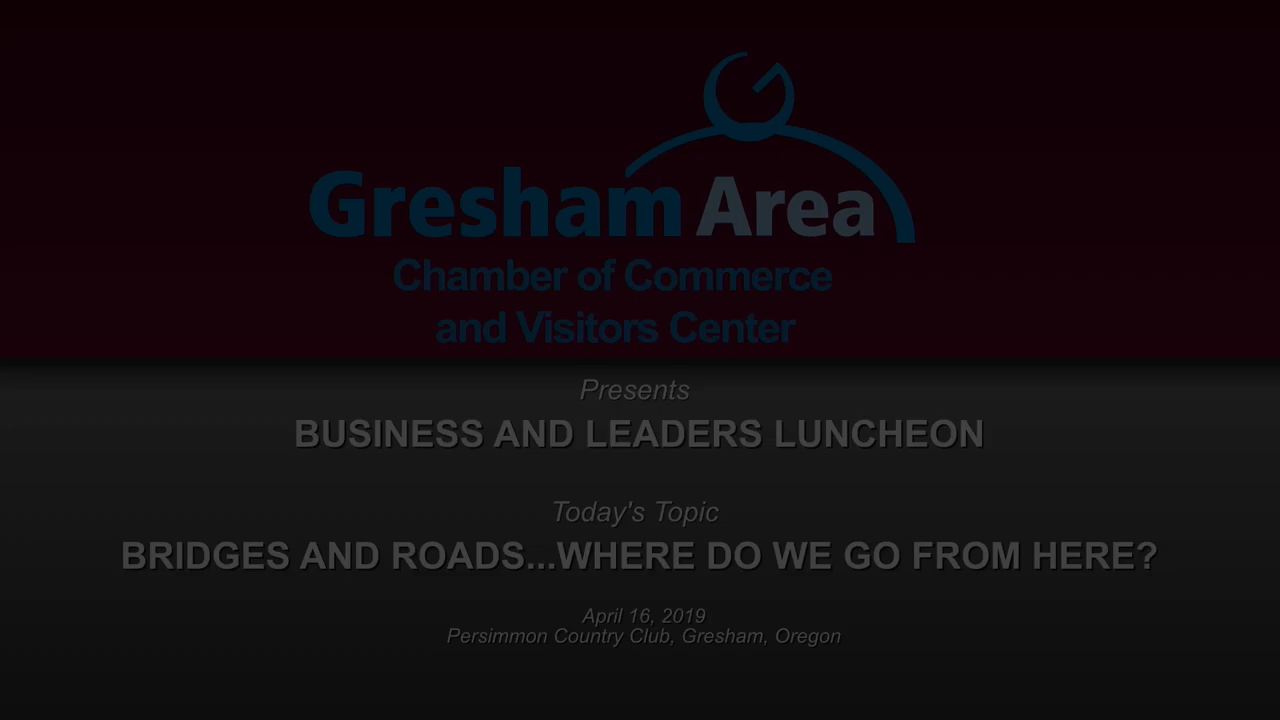 Gresham Area
Chamber of Commerce
and Visitors Center
Presents
BUSINESS AND LEADERS LUNCHEON
Today's Topic
BRIDGES AND ROADS...WHERE DO WE GO FROM HERE?
April 16, 2019
Persimmon Country Club, Gresham, Oregon